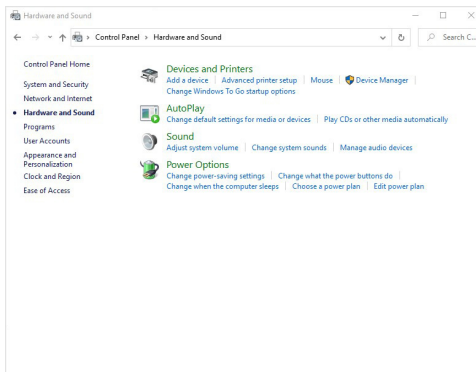 Hardware and Sound
Control Panel > Hardware and Sound
Search C...
Control Panel Home
System and Security
Network and Internet
Hardware and Sound
Programs
User Accounts
Appearance and
Personalization
Clock and Region
Ease of Access
Devices and Printers
Add a device | Advanced printer setup | Mouse | Device Manager |
Change Windows To Go startup options
AutoPlay
Change default settings for media or devices | Play CDs or other media automatically
Sound
Adjust system volume | Change system sounds | Manage audio devices
Power Options
Change power-saving settings | Change what the power buttons do |
Change when the computer sleeps | Choose a power plan | Edit power plan